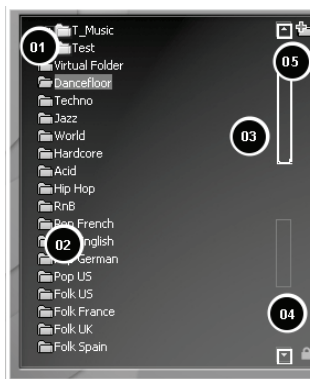 T_Music
01
Test
05
Virtual Folder
Dancefloor
Techno
Jazz
World
03
Hardcore
Acid
Hip Hop
RnB
Pop French
02
English
German
Pop US
Folk US
Folk France
04
Folk UK
Folk Spain